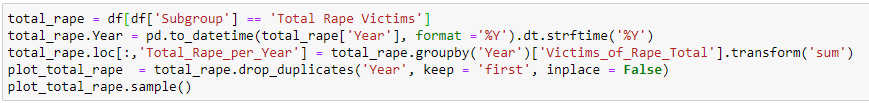 total_rape = df[df['Subgroup'] == 'Total Rape Victims']
total_rape.Year = pd.to_datetime(total_rape['Year'], format ='%Y').dt.strftime('%Y')
total_rape.loc[:,'Total_Rape_per_Year'] = total_rape.groupby('Year')['Victims_of_Rape_Total'].transform('sum')
plot_total_rape  = total_rape.drop_duplicates('Year', keep = 'first', inplace = False)
plot_total_rape.sample()